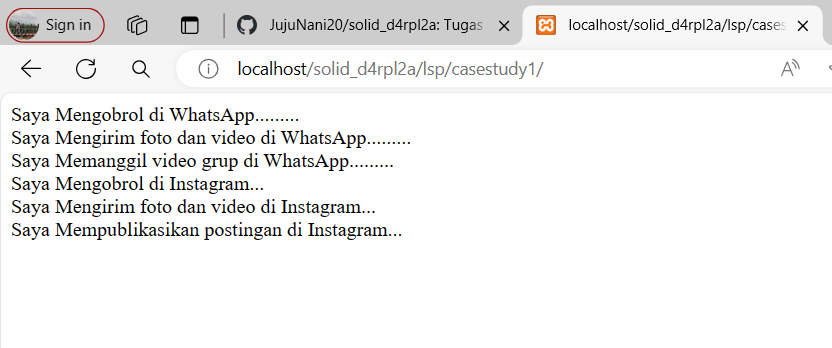 Sign in
JujuNani20/solid_d4rpl2a: Tugas
localhost/solid_d4rpl2a/lsp/cases
localhost/solid_d4rpl2a/lsp/casestudy1/
Saya Mengobrol di WhatsApp.........
Saya Mengirim foto dan video di WhatsApp.........
Saya Memanggil video grup di WhatsApp.........
Saya Mengobrol di Instagram...
Saya Mengirim foto dan video di Instagram...
Saya Mempublikasikan postingan di Instagram...